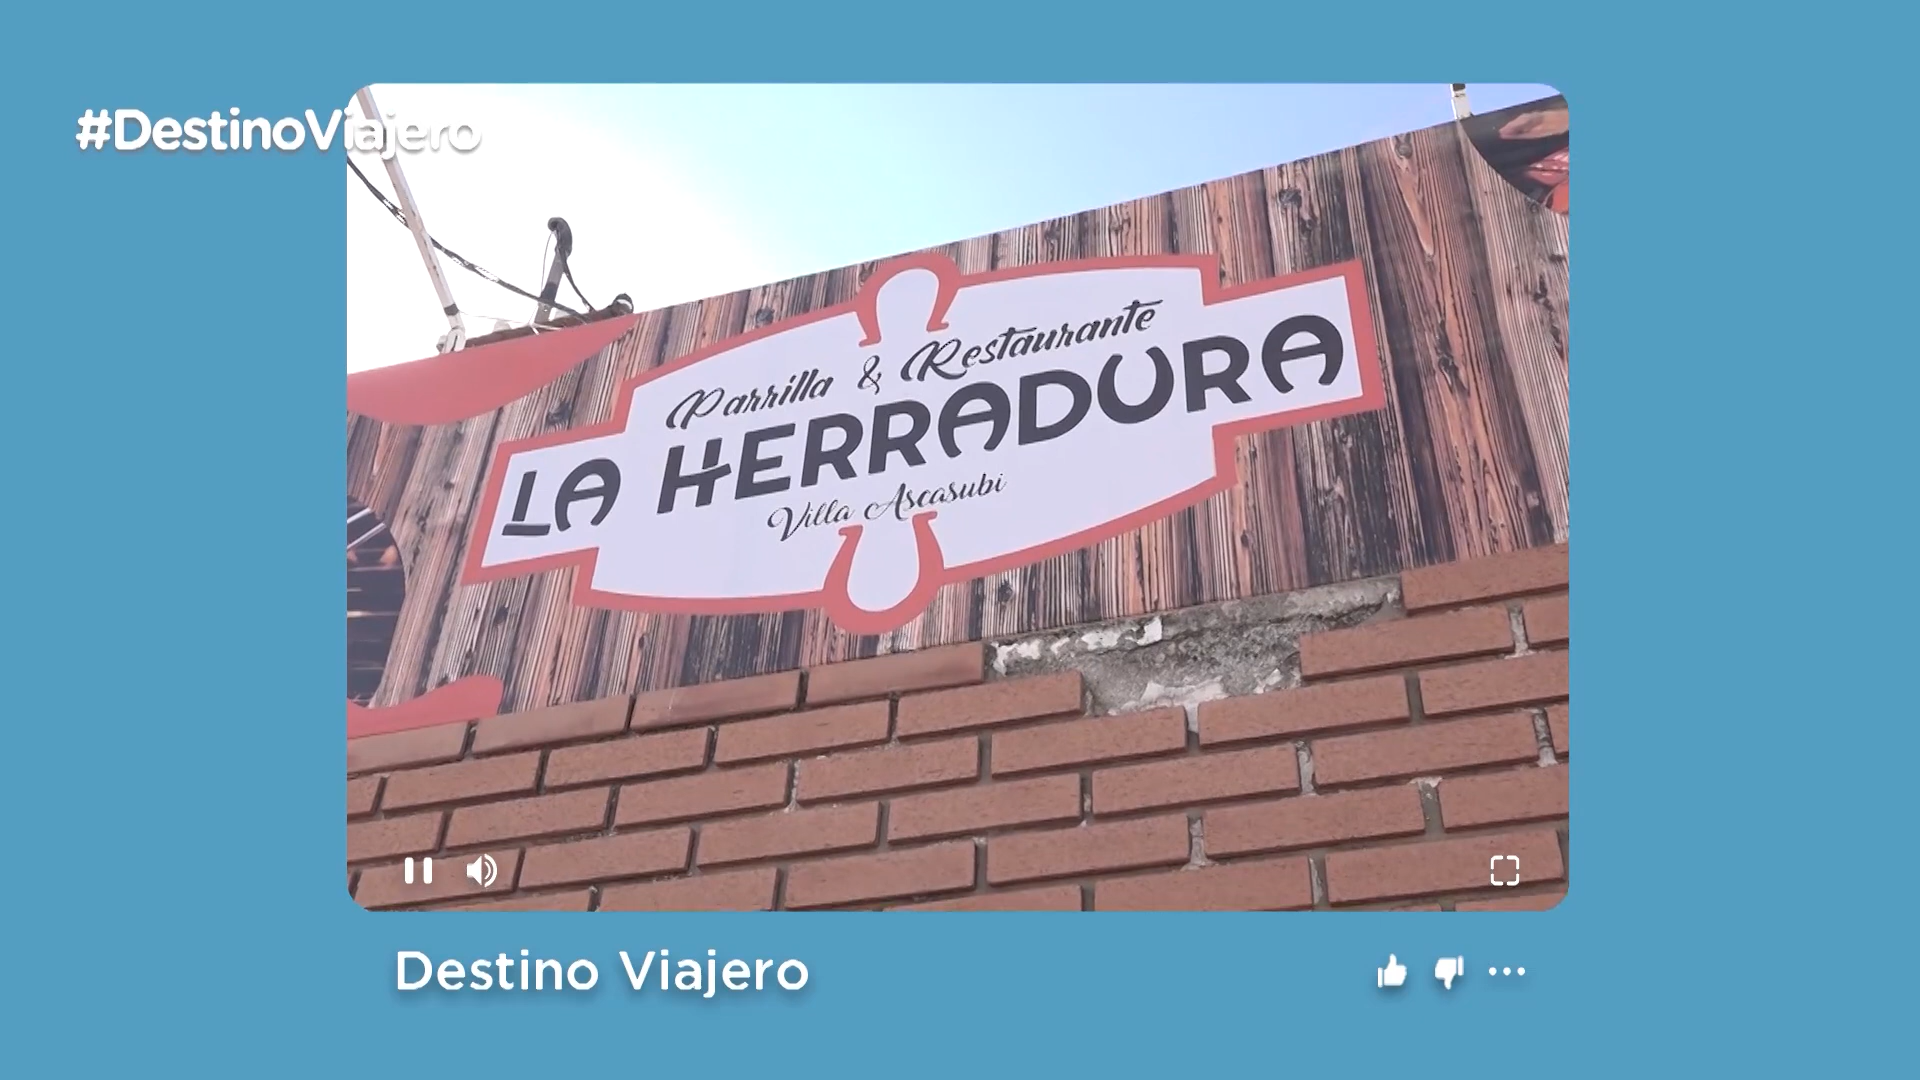 #DestinoViajero
Parrilla & Restaurante
LA HERRADURA
Villa Ascasubi
Destino Viajero